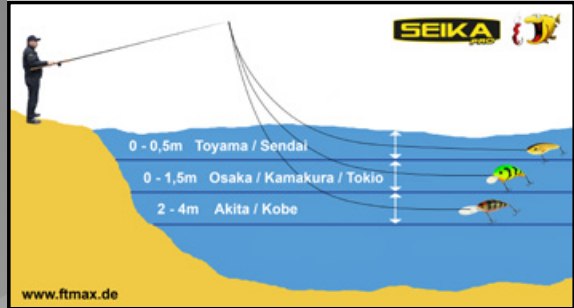 SEIKA
PRO
0 - 0,5m Toyama / Sendai
0 - 1,5m Osaka / Kamakura / Tokio
2 - 4m Akita / Kobe
www.ftmax.de